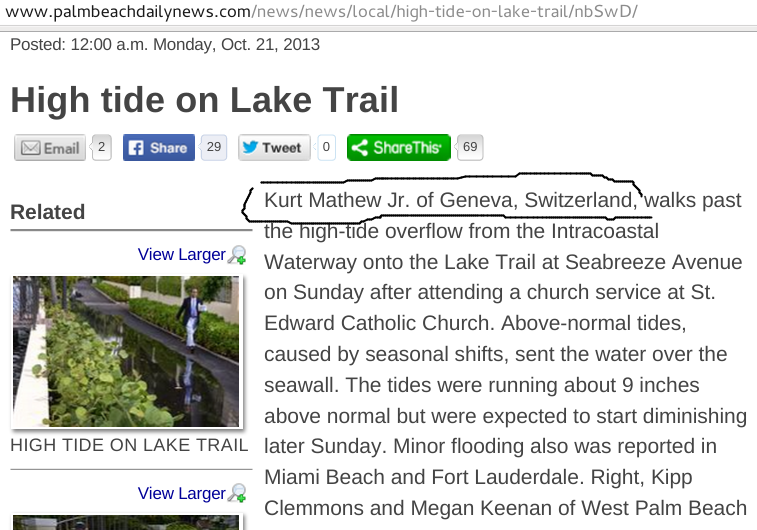 www.palmbeachdailynews.com/news/news/local/high-tide-on-lake-trail/nbSwD/
Posted: 12:00 a.m. Monday, Oct. 21, 2013
High tide on Lake Trail
Email 2 Share 29 Tweet 0 ShareThis 69
Related
View Larger
HIGH TIDE ON LAKE TRAIL
View Larger
Kurt Mathew Jr. of Geneva, Switzerland, walks past
the high-tide overflow from the Intracoastal
Waterway onto the Lake Trail at Seabreeze Avenue
on Sunday after attending a church service at St.
Edward Catholic Church. Above-normal tides,
caused by seasonal shifts, sent the water over the
seawall. The tides were running about 9 inches
above normal but were expected to start diminishing
later Sunday. Minor flooding also was reported in
Miami Beach and Fort Lauderdale. Right, Kipp
Clemmons and Megan Keenan of West Palm Beach